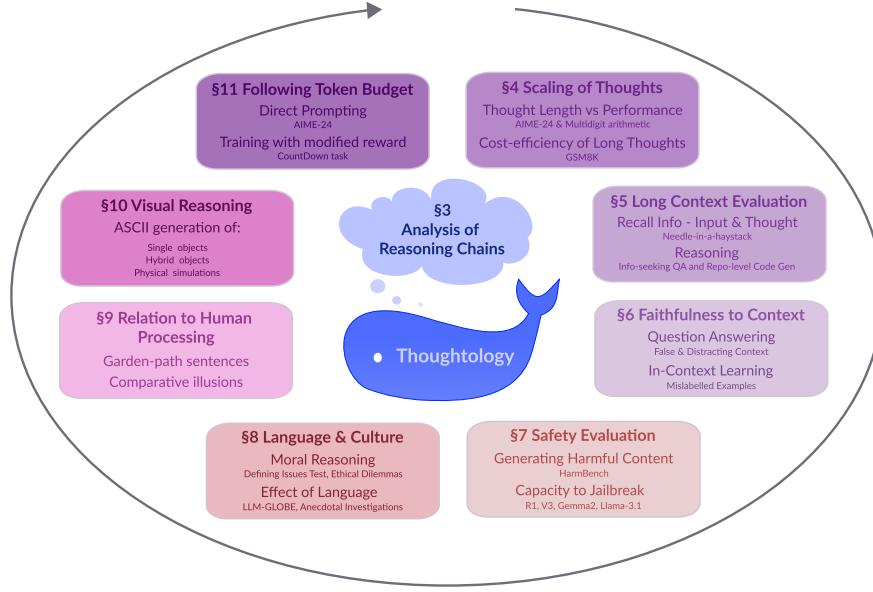 §11 Following Token Budget
Direct Prompting
AIME-24
Training with modified reward
CountDown task
§4 Scaling of Thoughts
Thought Length vs Performance
AIME-24 & Multidigit arithmetic
Cost-efficiency of Long Thoughts
GSM8K
§10 Visual Reasoning
ASCII generation of:
Single objects
Hybrid objects
Physical simulations
§3
Analysis of
Reasoning Chains
§5 Long Context Evaluation
Recall Info - Input & Thought
Needle-in-a-haystack
Reasoning
Info-seeking QA and Repo-level Code Gen
§9 Relation to Human
Processing
Garden-path sentences
Comparative illusions
Thoughtology
§6 Faithfulness to Context
Question Answering
False & Distracting Context
In-Context Learning
Mislabelled Examples
§8 Language & Culture
Moral Reasoning
Defining Issues Test, Ethical Dilemmas
Effect of Language
LLM-GLOBE, Anecdotal Investigations
§7 Safety Evaluation
Generating Harmful Content
HarmBench
Capacity to Jailbreak
R1, V3, Gemma2, Llama-3.1